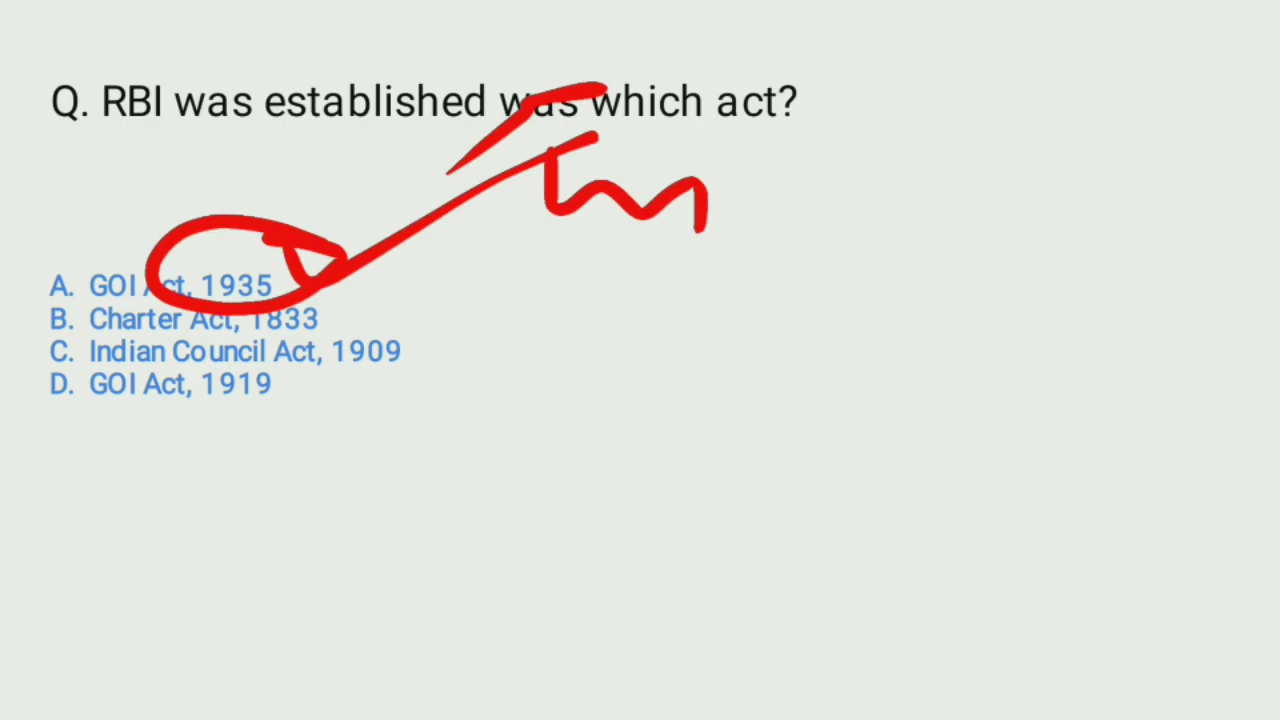 Q. RBI was established was which act?
A. GOI Act, 1935
B. Charter Act, 1833
C. Indian Council Act, 1909
D. GOI Act, 1919